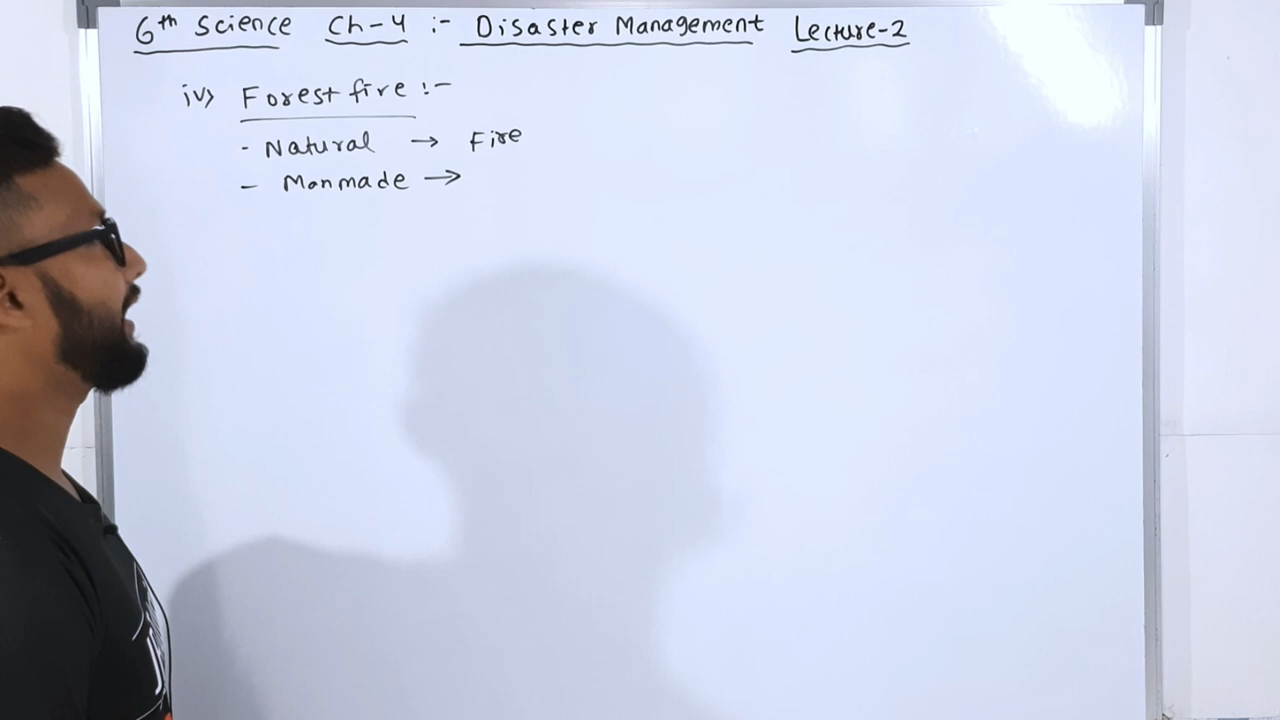 6th Science Ch-4 :- Disaster Management Lecture-2
iv) Forest fire :-
- Natural → Fire
- Manmade →